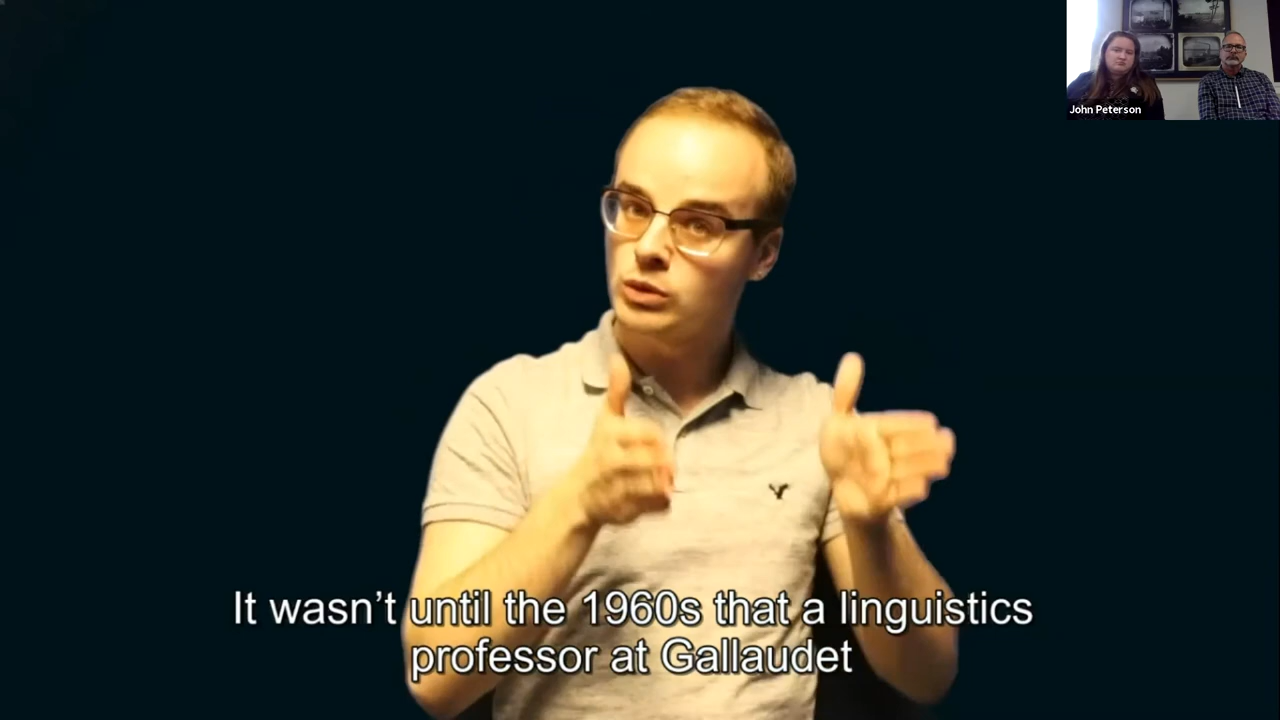 John Peterson
It wasn’t until the 1960s that a linguistics
professor at Gallaudet